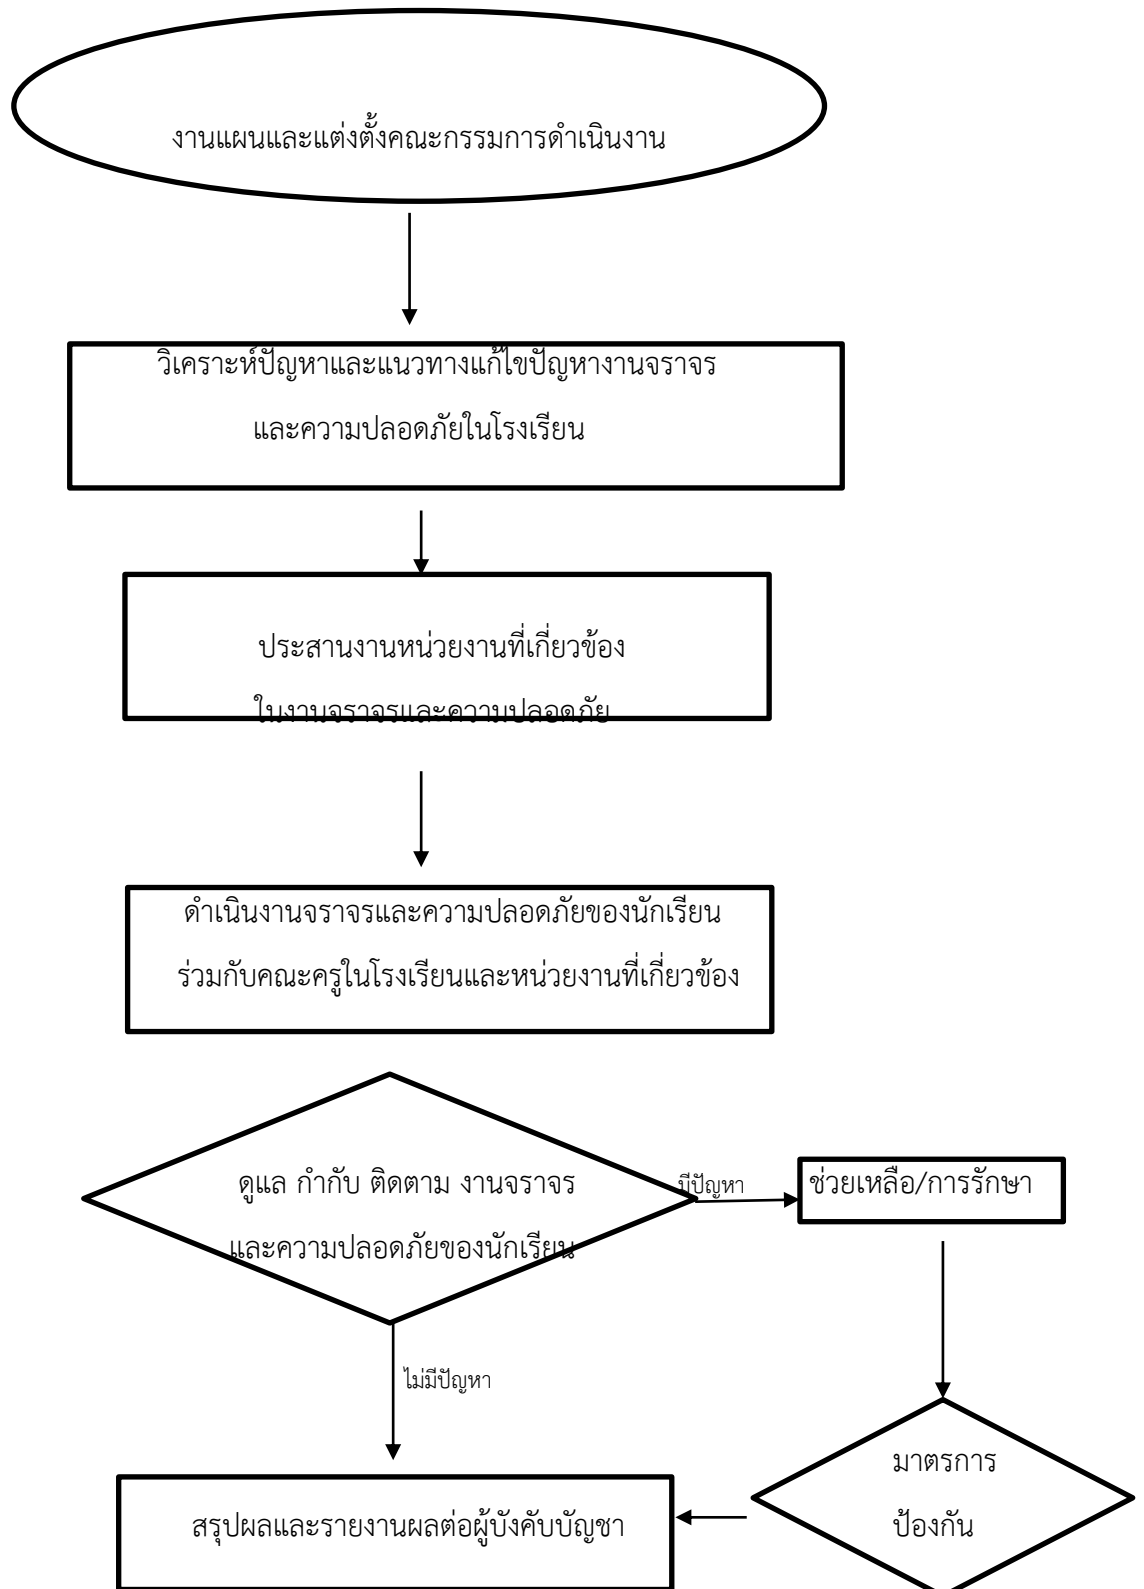 งานแผนและแต่งตั้งคณะกรรมการดำเนินงาน
วิเคราะห์ปัญหาและแนวทางแก้ไขปัญหางานจราจร
และความปลอดภัยในโรงเรียน
ประสานงานหน่วยงานที่เกี่ยวข้อง
ในงานจราจรและความปลอดภัย
ดำเนินงานจราจรและความปลอดภัยของนักเรียน
ร่วมกับคณะครูในโรงเรียนและหน่วยงานที่เกี่ยวข้อง
ดูแล กำกับ ติดตาม งานจราจร
และความปลอดภัยของนักเรียน
มีปัญหา
ช่วยเหลือ/การรักษา
ไม่มีปัญหา
มาตรการ
ป้องกัน
สรุปผลและรายงานผลต่อผู้บังคับบัญชา